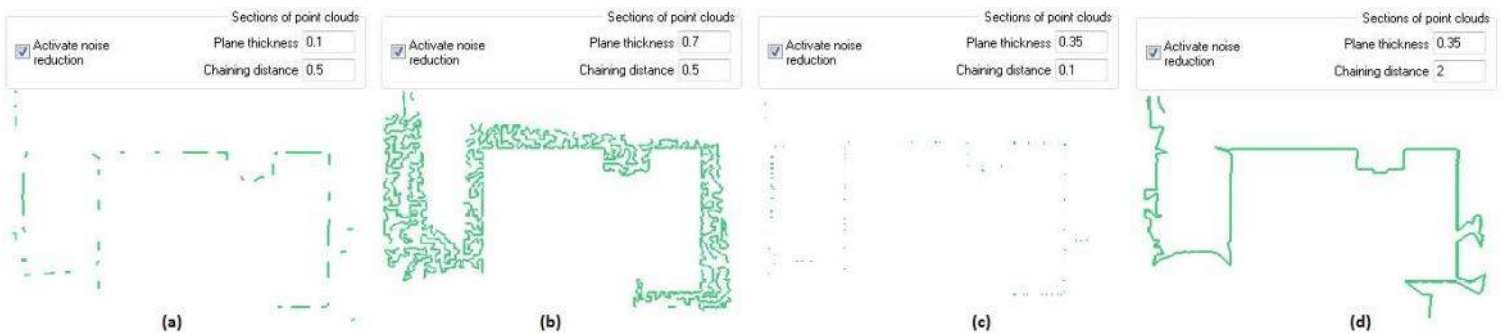 Sections of point clouds
Activate noise reduction
Plane thickness 0.1
Chaining distance 0.5
(a)
Sections of point clouds
Activate noise reduction
Plane thickness 0.7
Chaining distance 0.5
(b)
Sections of point clouds
Activate noise reduction
Plane thickness 0.35
Chaining distance 0.1
(c)
Sections of point clouds
Activate noise reduction
Plane thickness 0.35
Chaining distance 2
(d)